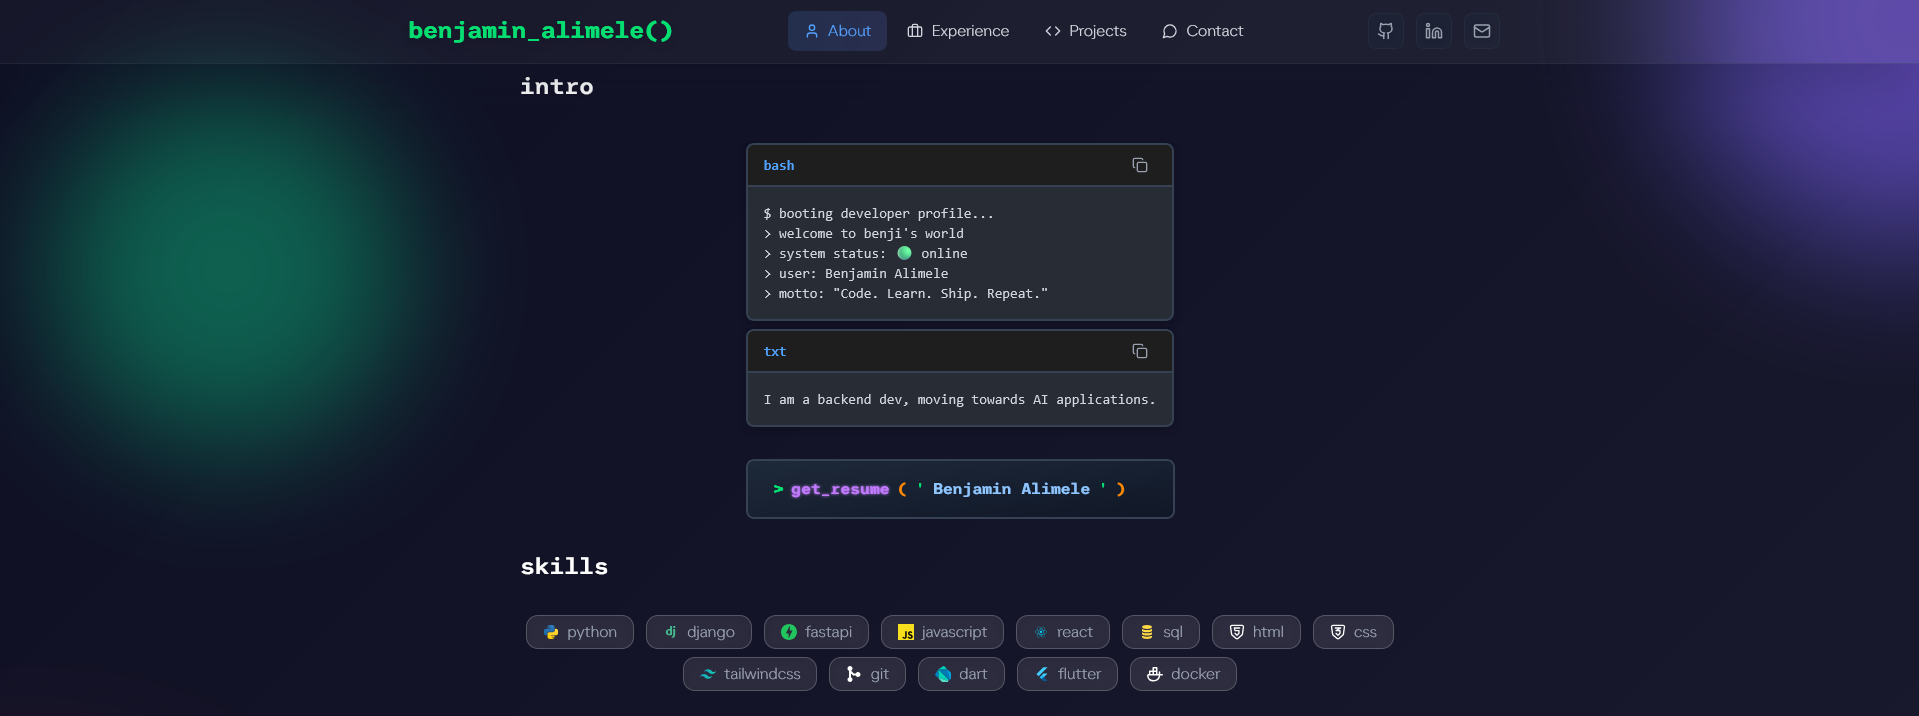 benjamin_alimele()
About
Experience
Projects
Contact
intro
bash
$ booting developer profile...
> welcome to benji's world
> system status: online
> user: Benjamin Alimele
> motto: "Code. Learn. Ship. Repeat."
txt
I am a backend dev, moving towards AI applications.
> get_resume ( ' Benjamin Alimele ' )
skills
python
dj django
fastapi
JS javascript
react
sql
html
css
tailwindcss
git
dart
flutter
docker